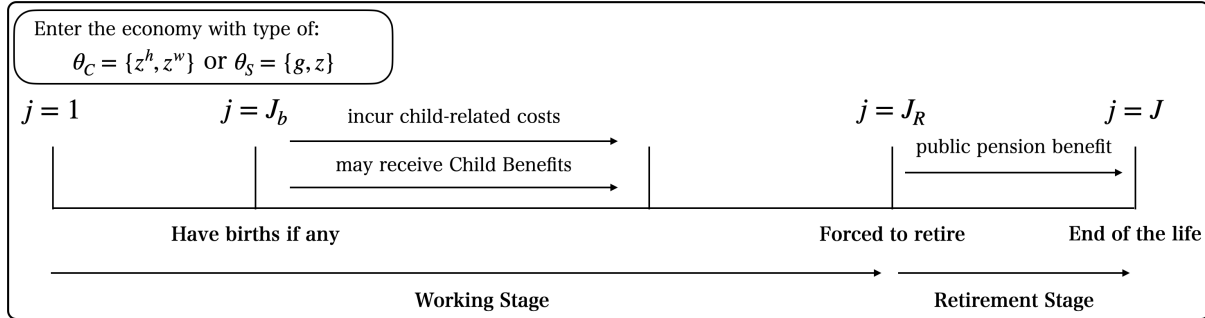 Enter the economy with type of:
θ_C = {z^h, z^w} or θ_S = {g, z}
j = 1
j = J_b
j = J_R
j = J
incur child-related costs
may receive Child Benefits
public pension benefit
Have births if any
Forced to retire
End of the life
Working Stage
Retirement Stage